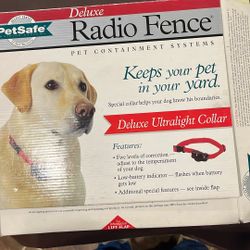 Deluxe
PetSafe
Radio Fence
PET CONTAINMENT SYSTEMS
Keeps your pet
in your yard.
Special collar helps your dog know his boundaries.
Deluxe Ultralight Collar
Features:
• Five levels of correction –
adjust to the temperament
of your dog
• Low-battery indicator – flashes when battery
gets low
• Additional special features – see inside flap
LIFT FLAP